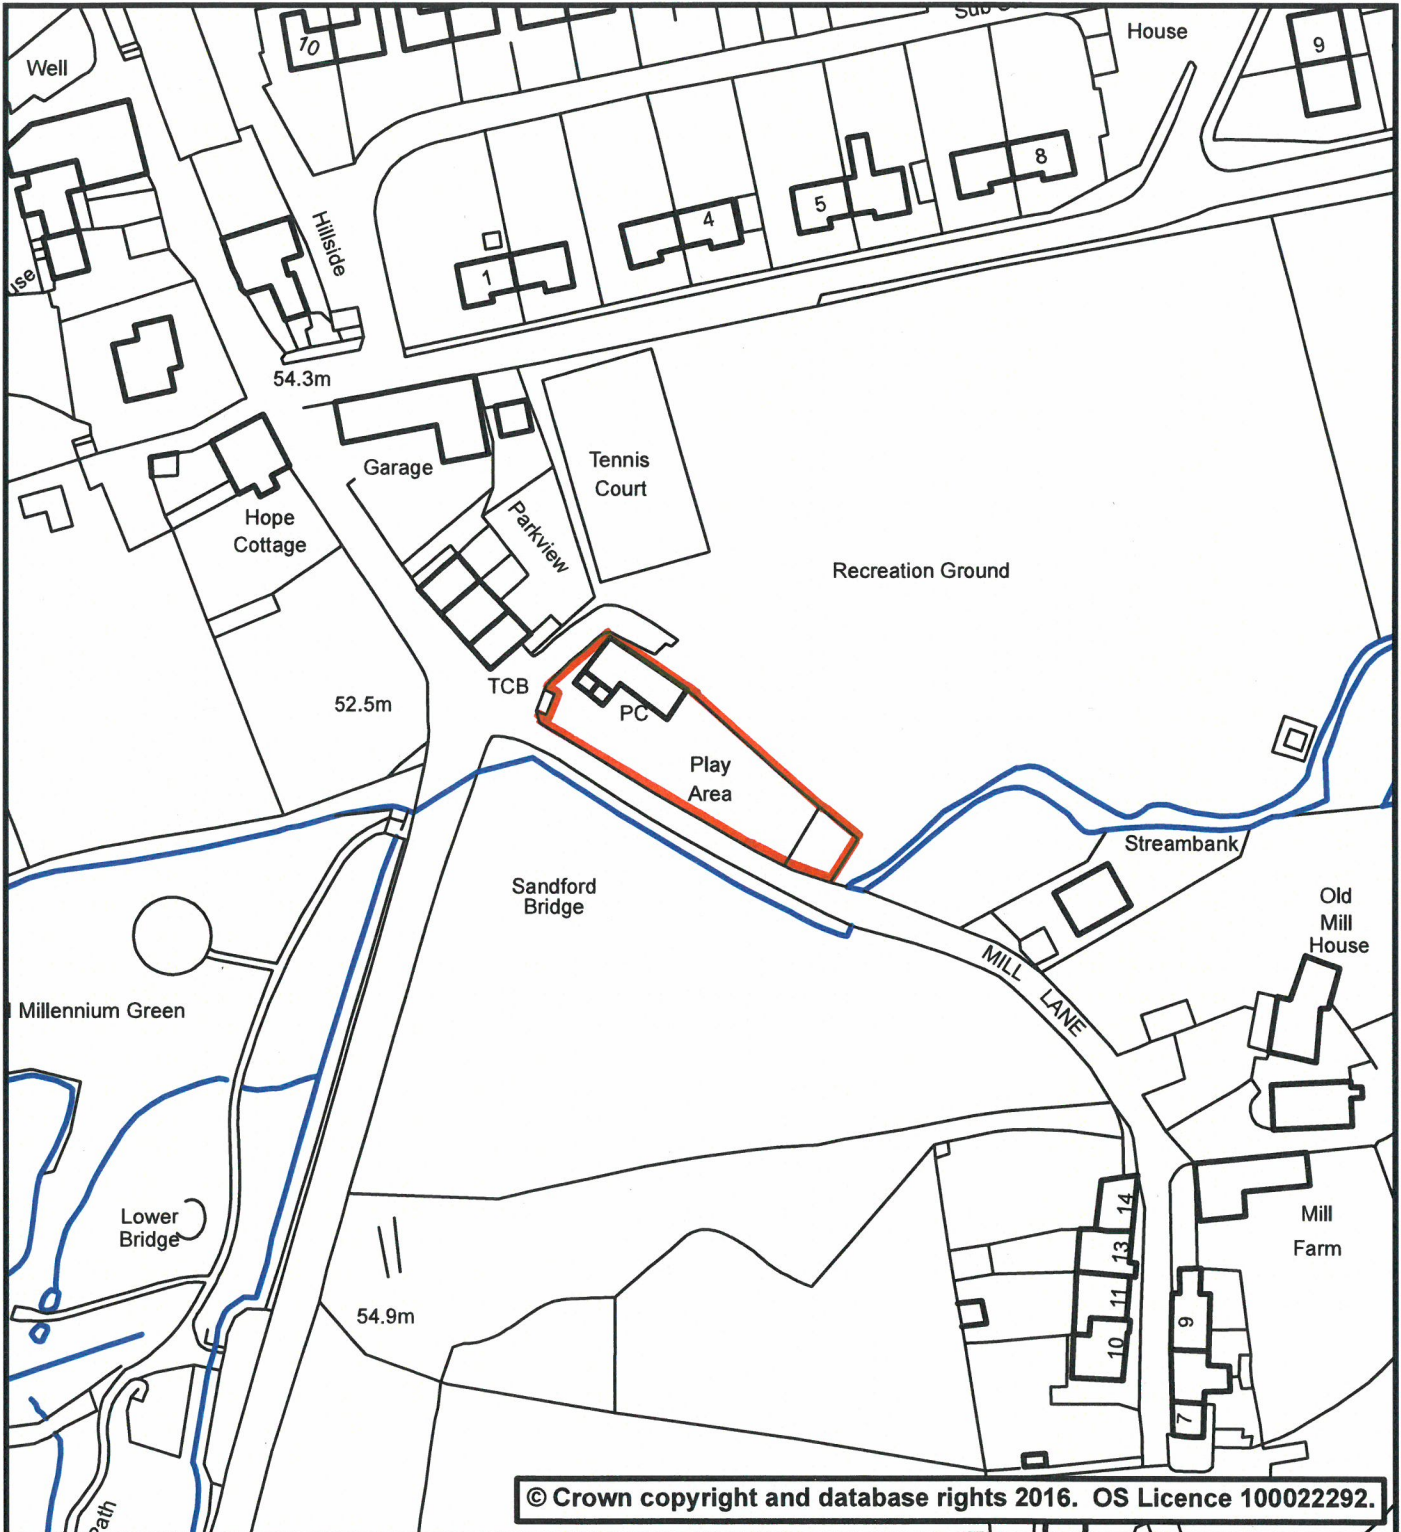 10
House
9
Well
8
5
4
Hillside
1
use
54.3m
Garage
Tennis
Court
Hope
Cottage
Parkview
Recreation Ground
TCB
52.5m
PC
Play
Area
Streambank
Sandford
Bridge
Old
Mill
House
MILL LANE
Millennium Green
14
Lower
Bridge
13
Mill
Farm
11
54.9m
9
10
7
Path
© Crown copyright and database rights 2016. OS Licence 100022292.